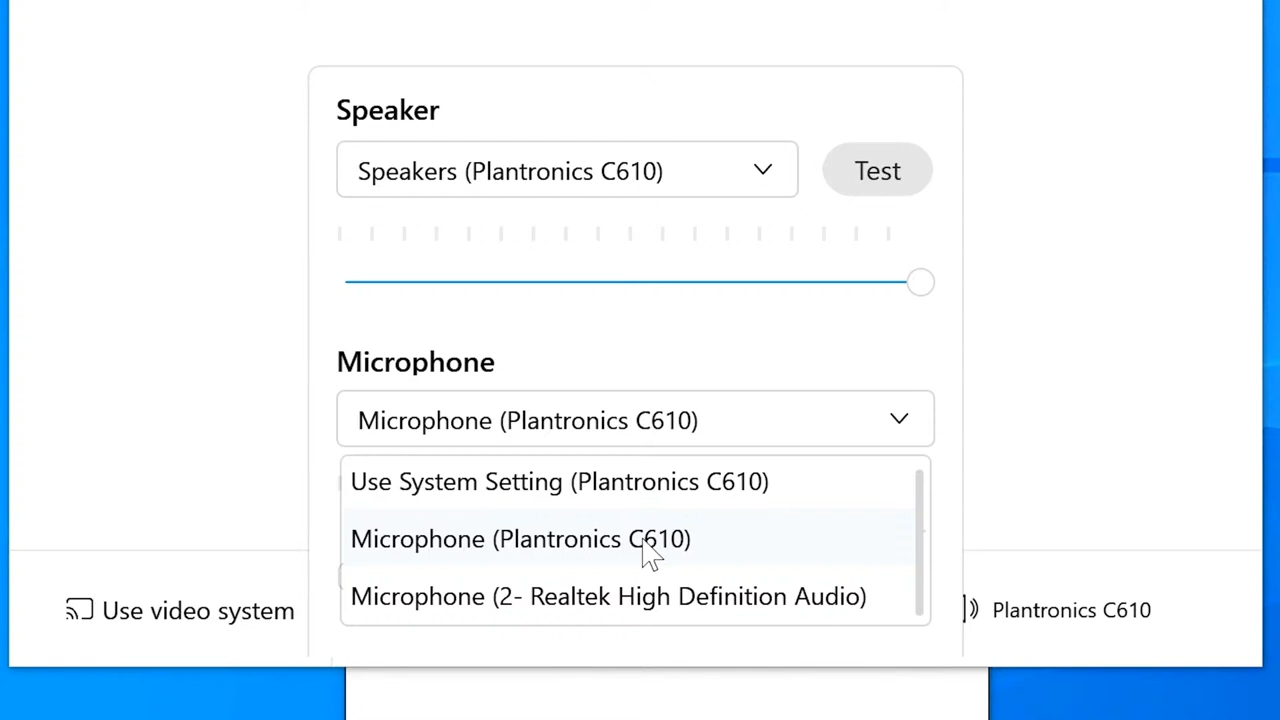 Speaker
Speakers (Plantronics C610)
Test
Microphone
Microphone (Plantronics C610)
Use System Setting (Plantronics C610)
Microphone (Plantronics C610)
Microphone (2- Realtek High Definition Audio)
Use video system
Plantronics C610